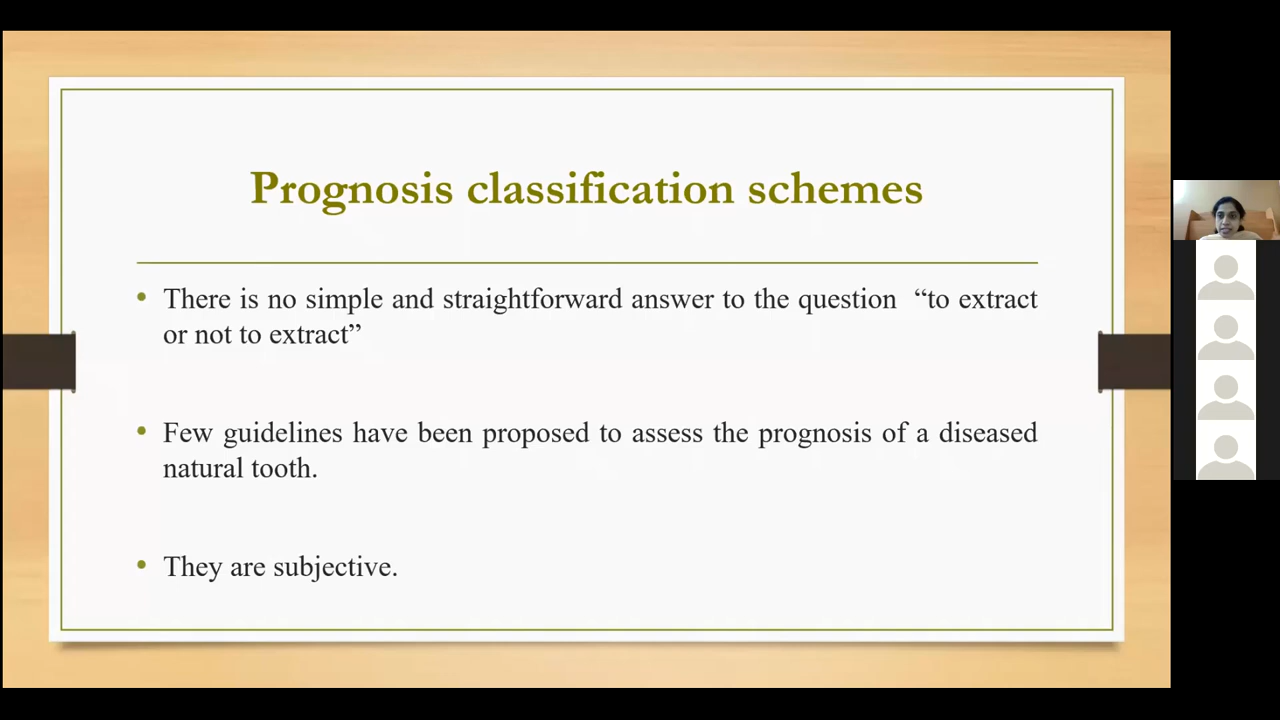 Prognosis classification schemes
• There is no simple and straightforward answer to the question “to extract
or not to extract”
• Few guidelines have been proposed to assess the prognosis of a diseased
natural tooth.
• They are subjective.